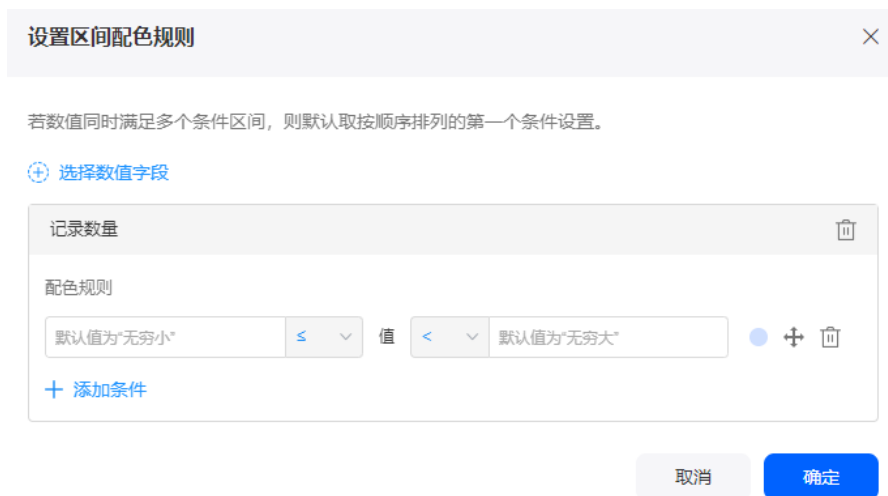 设置区间配色规则
若数值同时满足多个条件区间，则默认取按顺序排列的第一个条件设置。
选择数值字段
记录数量
配色规则
默认值为“无穷小” ≤ 值 < 默认值为“无穷大”
添加条件
取消 确定